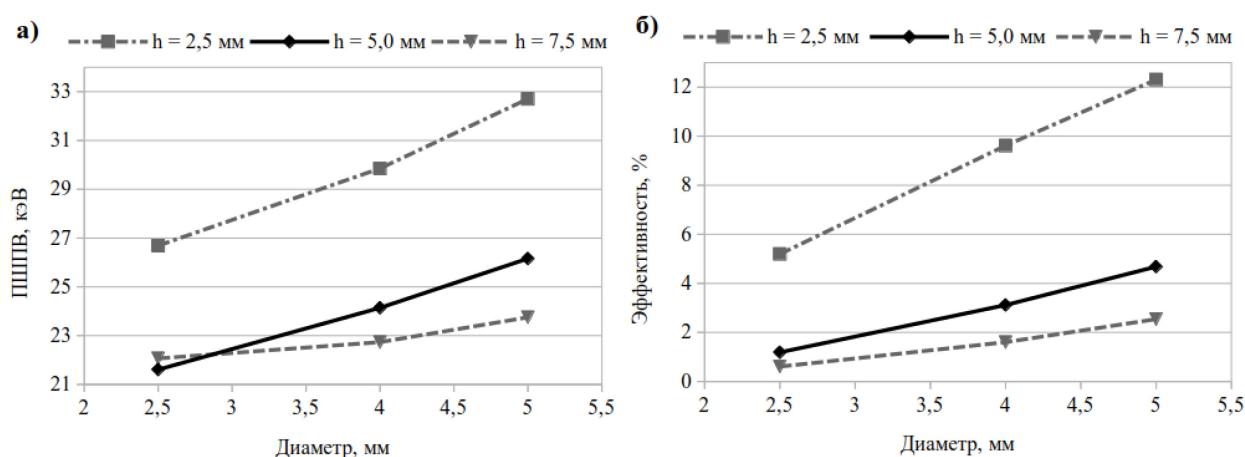 а)
h = 2,5 мм h = 5,0 мм h = 7,5 мм
33
31
29
27
25
23
21
2 2,5 3 3,5 4 4,5 5 5,5
ПШПВ, кэВ
Диаметр, мм
б)
h = 2,5 мм h = 5,0 мм h = 7,5 мм
12
10
8
6
4
2
0
2 2,5 3 3,5 4 4,5 5 5,5
Эффективность, %
Диаметр, мм